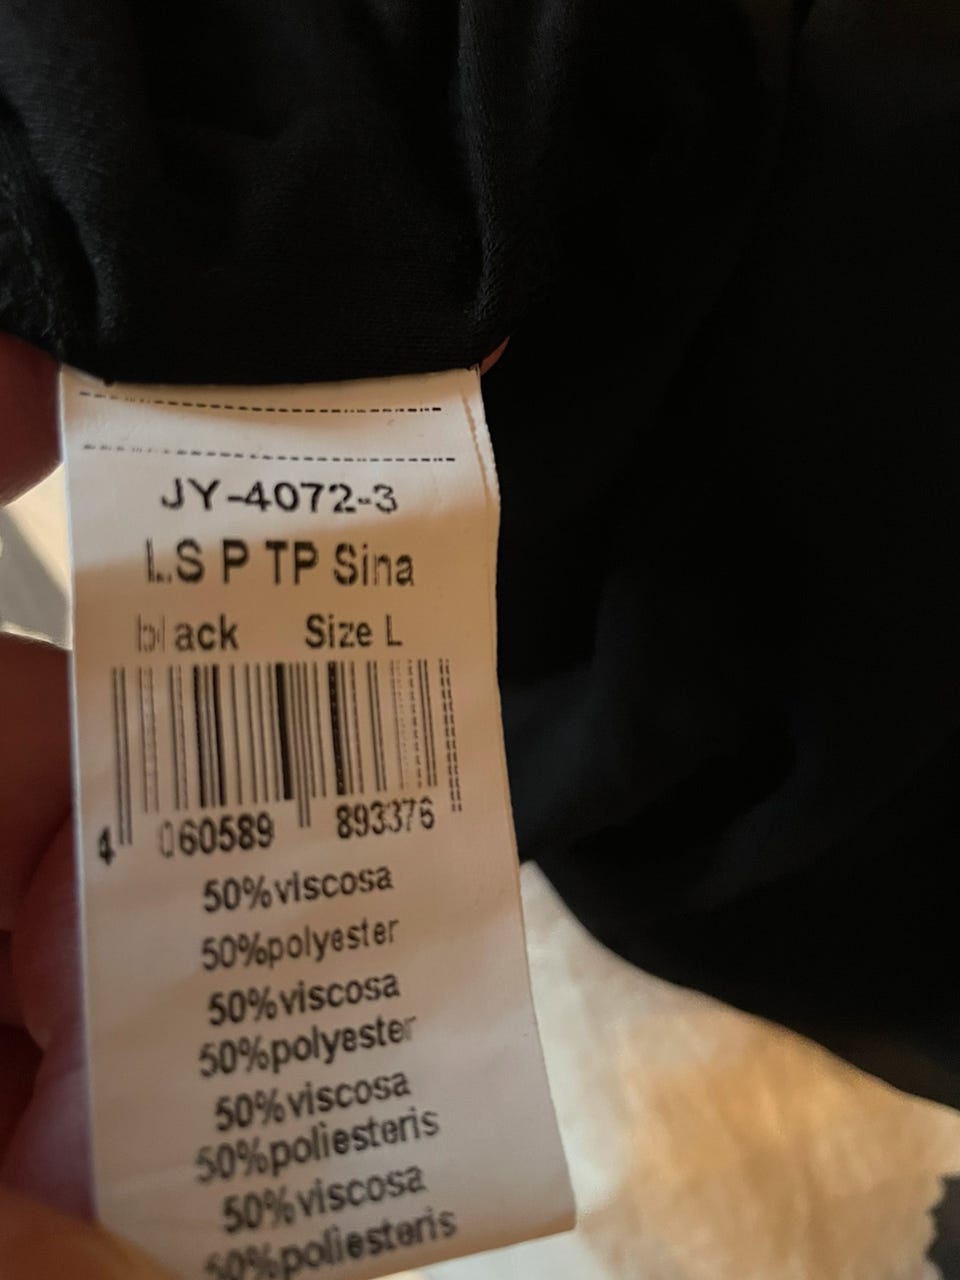 JY-4072-3
LS P TP Sina
black Size L
4 060589 893376
50%viscosa
50%polyester
50%viscosa
50%polyester
50%viscosa
50%poliesteris
50%viscosa
50%poliesteris